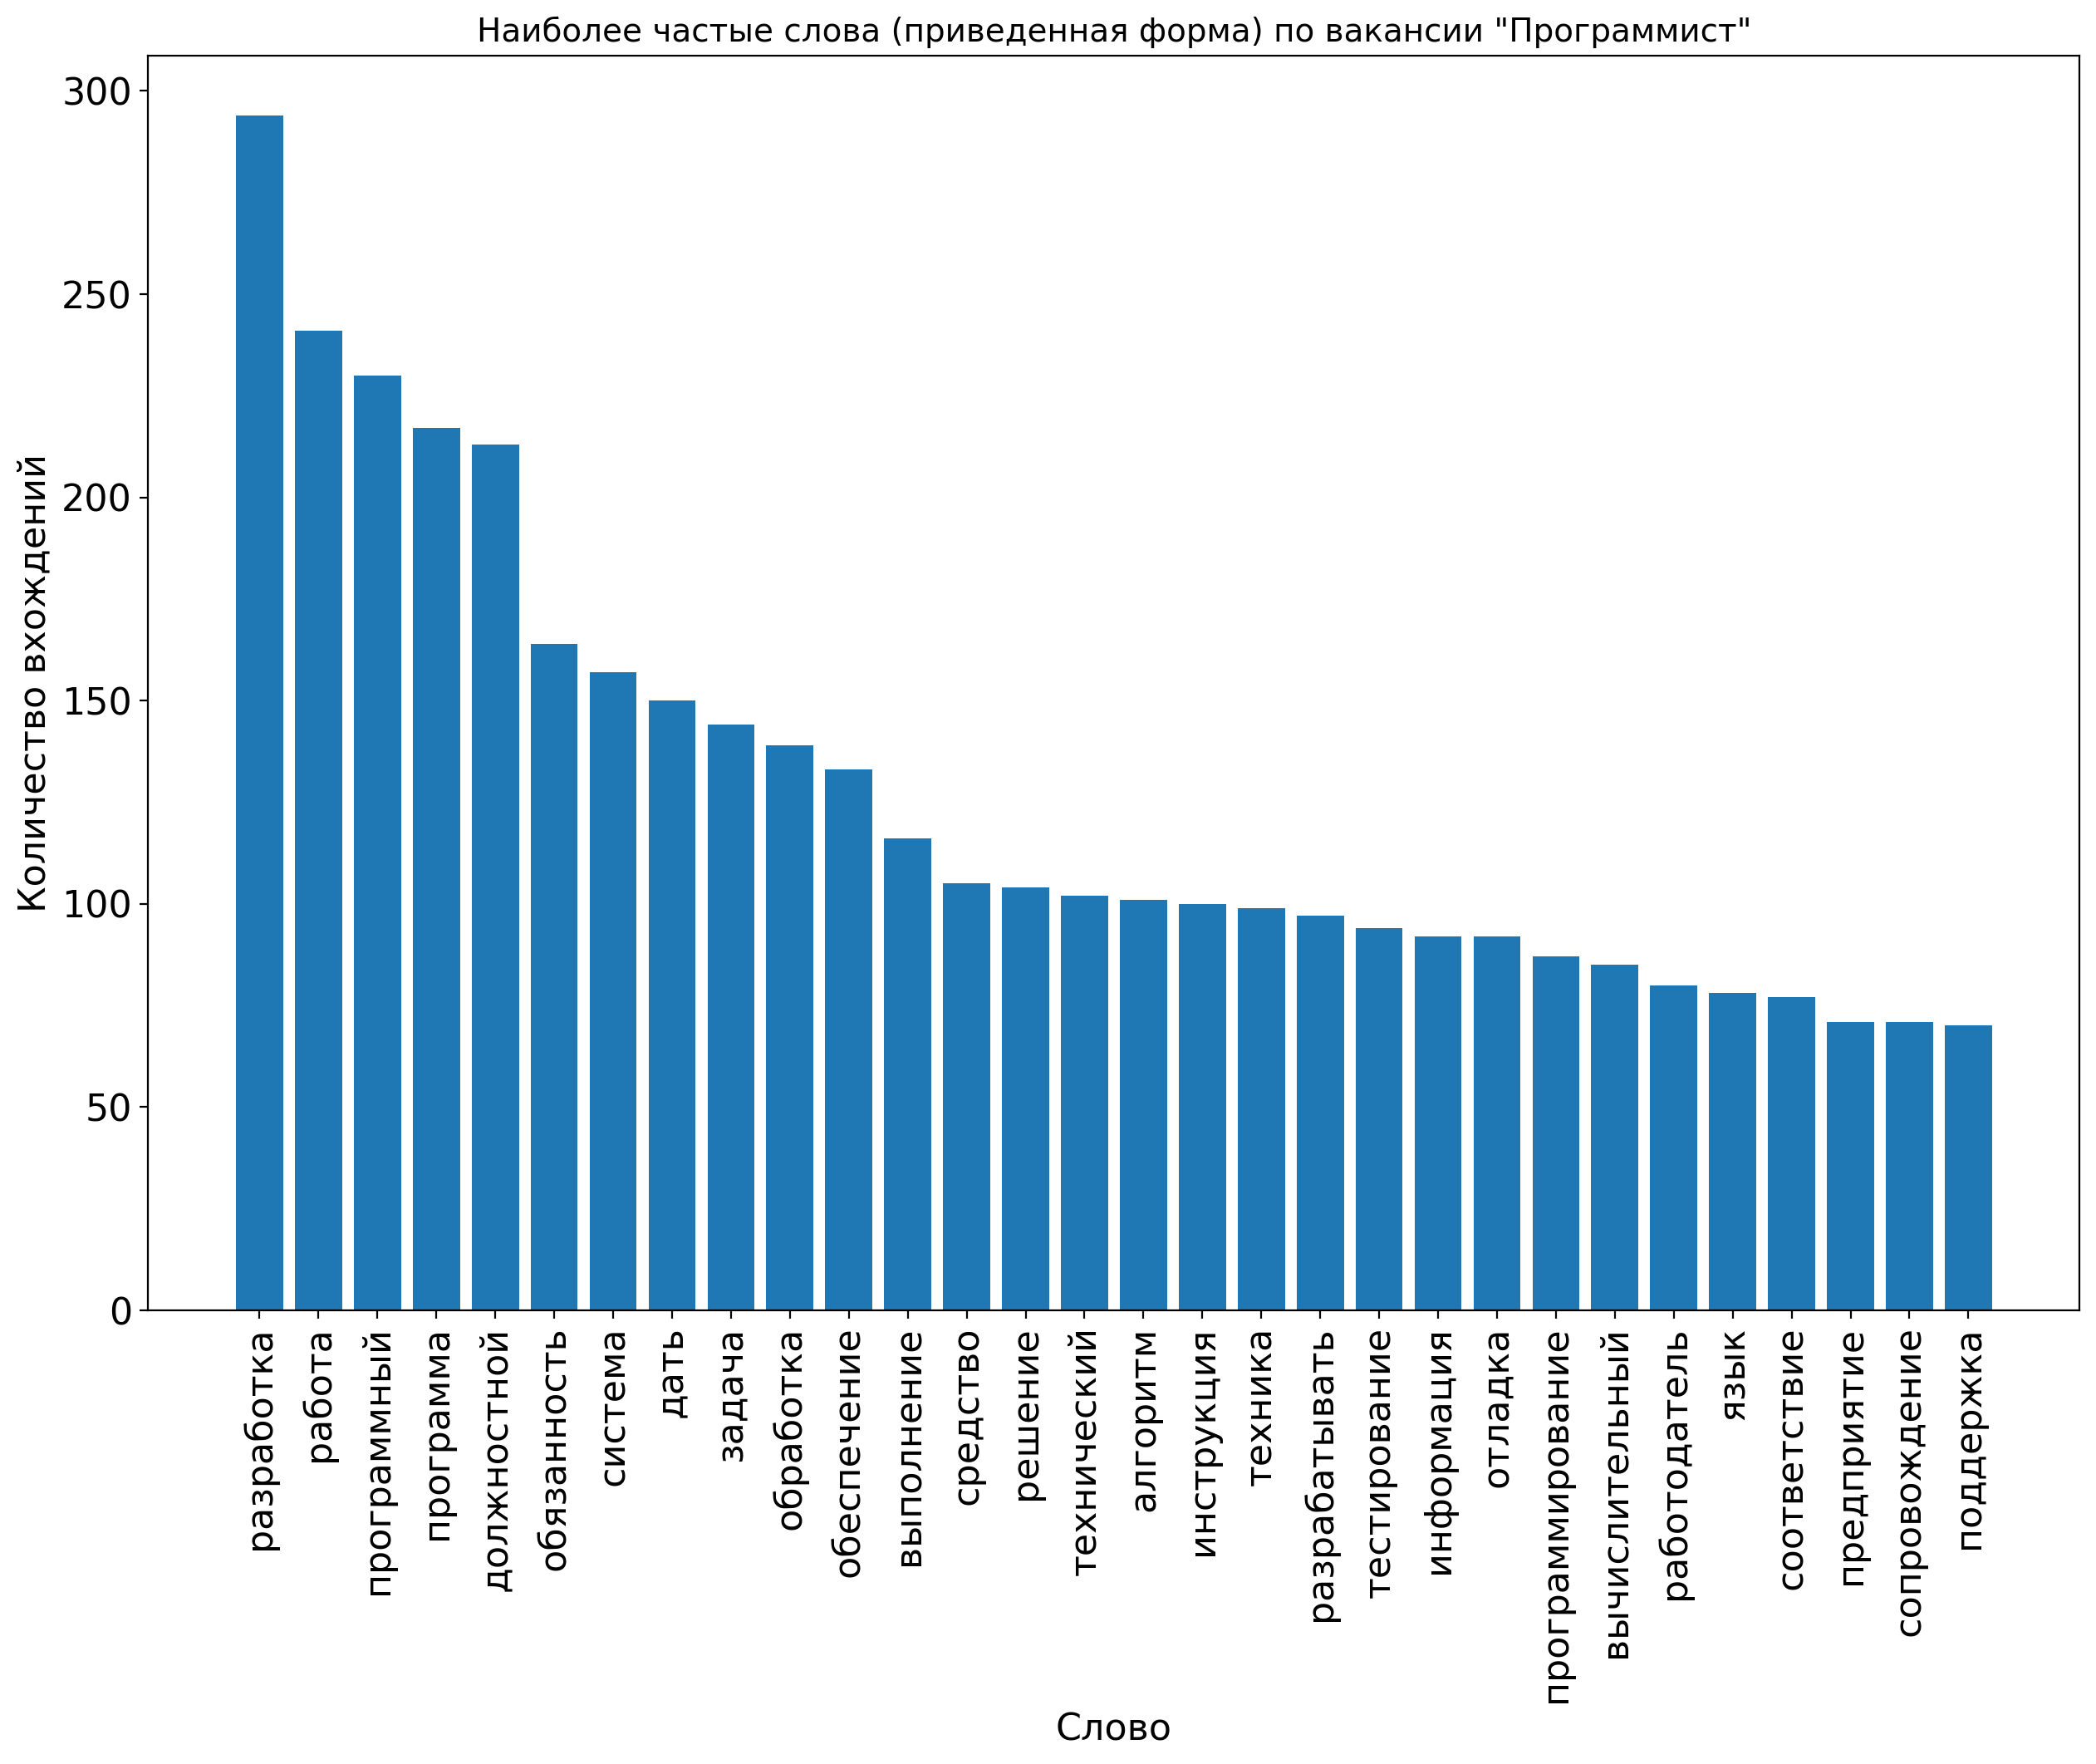 Наиболее частые слова (приведенная форма) по вакансии "Программист"
Количество вхождений
300
250
200
150
100
50
0
разработка
работа
программный
программа
должностной
обязанность
система
дать
задача
обработка
обеспечение
выполнение
средство
решение
технический
алгоритм
инструкция
техника
разрабатывать
тестирование
информация
отладка
программирование
вычислительный
работодатель
язык
соответствие
предприятие
сопровождение
поддержка
Слово